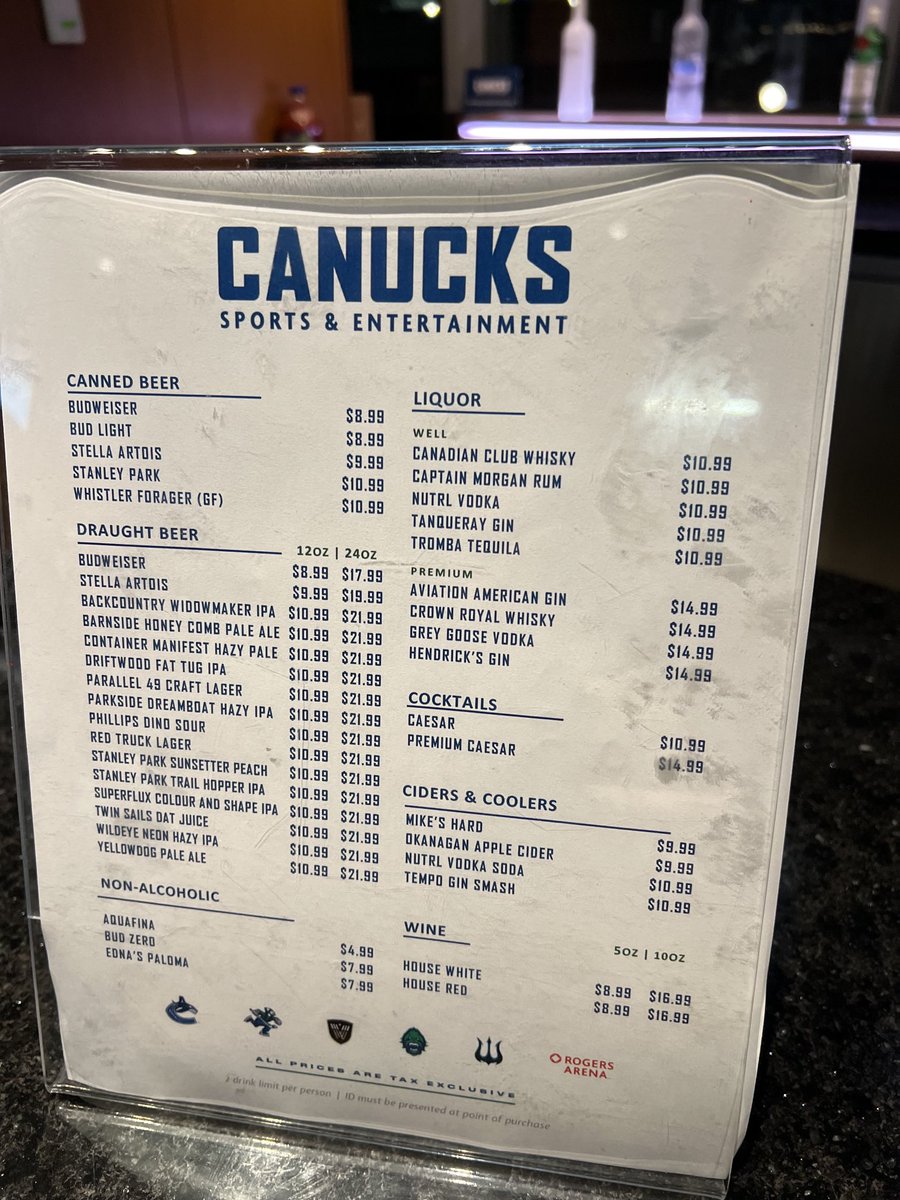 CANUCKS
SPORTS & ENTERTAINMENT
CANNED BEER
BUDWEISER $8.99
BUD LIGHT $8.99
STELLA ARTOIS $9.99
STANLEY PARK $10.99
WHISTLER FORAGER (GF) $10.99
DRAUGHT BEER 12OZ | 24OZ
BUDWEISER $8.99 $17.99
STELLA ARTOIS $9.99 $19.99
BACKCOUNTRY WIDOWMAKER IPA $10.99 $21.99
BARNSIDE HONEY COMB PALE ALE $10.99 $21.99
CONTAINER MANIFEST HAZY PALE $10.99 $21.99
DRIFTWOOD FAT TUG IPA $10.99 $21.99
PARALLEL 49 CRAFT LAGER $10.99 $21.99
PARKSIDE DREAMBOAT HAZY IPA $10.99 $21.99
PHILLIPS DINO SOUR $10.99 $21.99
RED TRUCK LAGER $10.99 $21.99
STANLEY PARK SUNSETTER PEACH $10.99 $21.99
STANLEY PARK TRAIL HOPPER IPA $10.99 $21.99
SUPERFLUX COLOUR AND SHAPE IPA $10.99 $21.99
TWIN SAILS DAT JUICE $10.99 $21.99
WILDEYE NEON HAZY IPA $10.99 $21.99
YELLOWDOG PALE ALE $10.99 $21.99
NON-ALCOHOLIC
AQUAFINA $4.99
BUD ZERO $7.99
EDNA'S PALOMA $7.99
LIQUOR
WELL
CANADIAN CLUB WHISKY $10.99
CAPTAIN MORGAN RUM $10.99
NUTRL VODKA $10.99
TANQUERAY GIN $10.99
TROMBA TEQUILA $10.99
PREMIUM
AVIATION AMERICAN GIN $14.99
CROWN ROYAL WHISKY $14.99
GREY GOOSE VODKA $14.99
HENDRICK'S GIN $14.99
COCKTAILS
CAESAR $10.99
PREMIUM CAESAR $14.99
CIDERS & COOLERS
MIKE'S HARD $9.99
OKANAGAN APPLE CIDER $9.99
NUTRL VODKA SODA $10.99
TEMPO GIN SMASH $10.99
WINE 5OZ | 10OZ
HOUSE WHITE $8.99 $16.99
HOUSE RED $8.99 $16.99
ROGERS
ARENA
ALL PRICES ARE TAX EXCLUSIVE
2 drink limit per person | ID must be presented at point of purchase